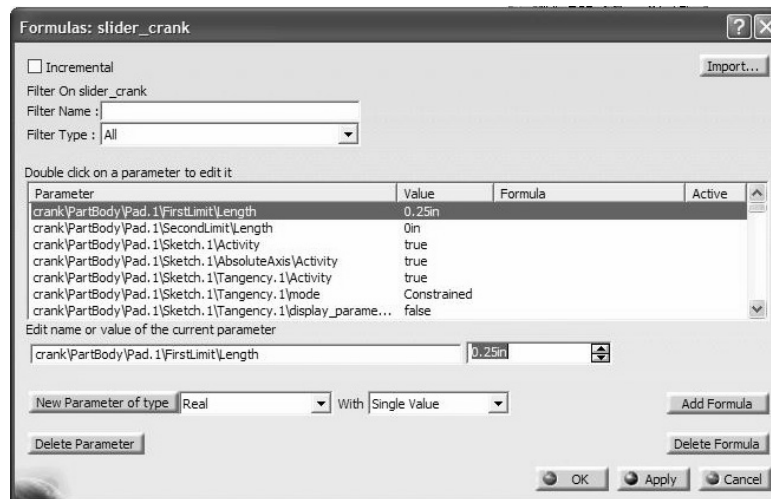 Formulas: slider_crank
Incremental
Import...
Filter On slider_crank
Filter Name :
Filter Type : All
Double click on a parameter to edit it
Parameter Value Formula Active
crank\PartBody\Pad.1\FirstLimit\Length 0.25in
crank\PartBody\Pad.1\SecondLimit\Length 0in
crank\PartBody\Pad.1\Sketch.1\Activity true
crank\PartBody\Pad.1\Sketch.1\AbsoluteAxis\Activity true
crank\PartBody\Pad.1\Sketch.1\Tangency.1\Activity true
crank\PartBody\Pad.1\Sketch.1\Tangency.1\mode Constrained
crank\PartBody\Pad.1\Sketch.1\Tangency.1\display_parame... false
Edit name or value of the current parameter
crank\PartBody\Pad.1\FirstLimit\Length 0.25in
New Parameter of type Real With Single Value Add Formula
Delete Parameter Delete Formula
OK Apply Cancel